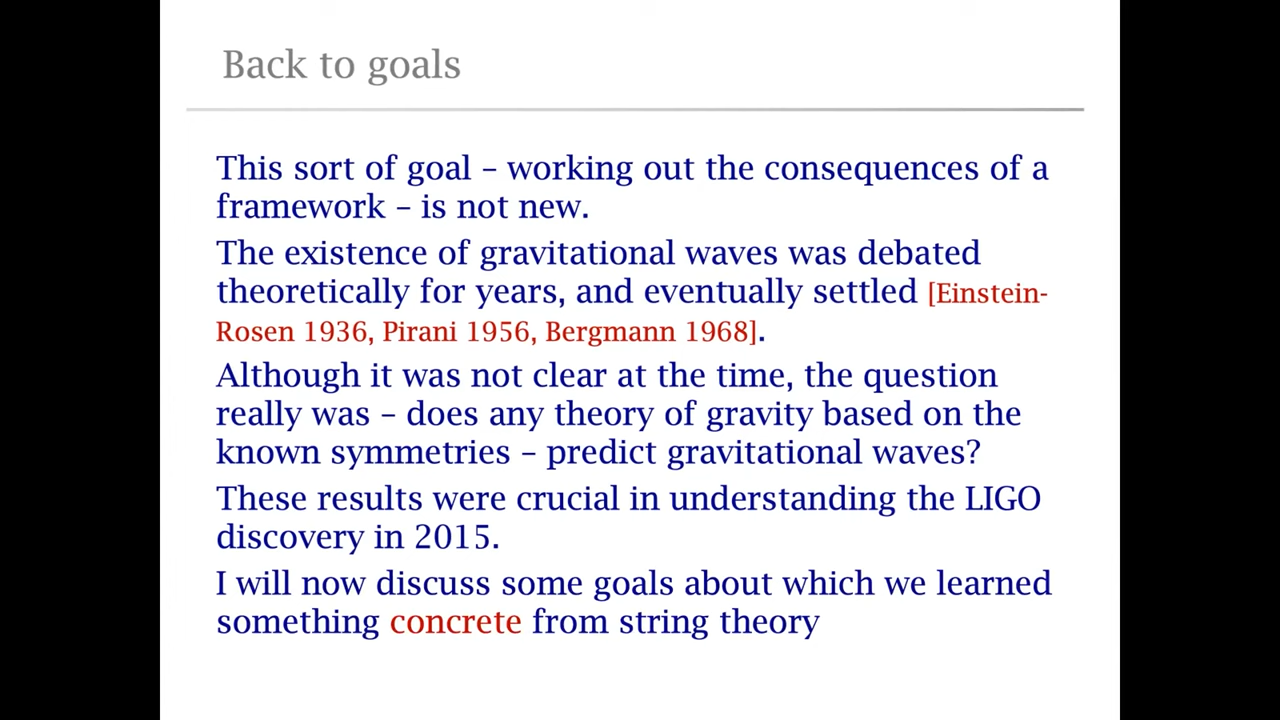 Back to goals
This sort of goal – working out the consequences of a
framework – is not new.
The existence of gravitational waves was debated
theoretically for years, and eventually settled [Einstein-
Rosen 1936, Pirani 1956, Bergmann 1968].
Although it was not clear at the time, the question
really was – does any theory of gravity based on the
known symmetries – predict gravitational waves?
These results were crucial in understanding the LIGO
discovery in 2015.
I will now discuss some goals about which we learned
something concrete from string theory